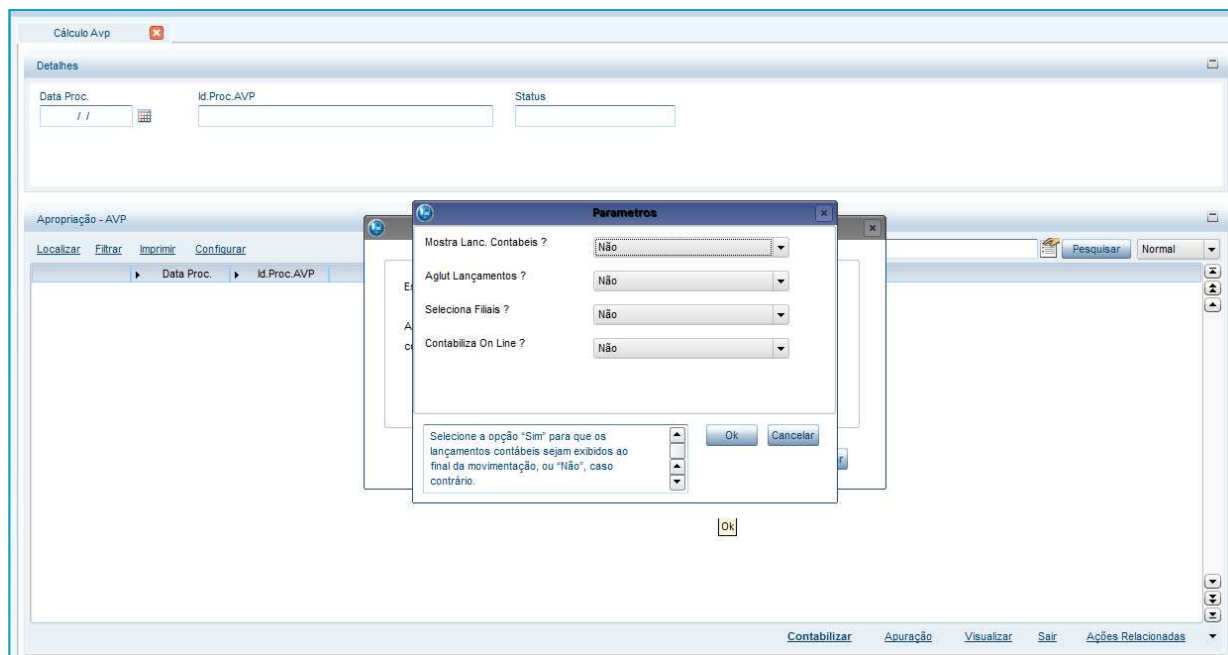 Cálculo Avp
Detalhes
Data Proc. Id.Proc.AVP Status
/ /
Apropriação - AVP
Localizar Filtrar Imprimir Configurar Pesquisar Normal
Data Proc. Id.Proc.AVP
Parametros
Mostra Lanc. Contabeis ? Não
Aglut Lançamentos ? Não
Seleciona Filiais ? Não
Contabiliza On Line ? Não
Selecione a opção "Sim" para que os
lançamentos contábeis sejam exibidos ao
final da movimentação, ou "Não", caso
contrário.
Ok Cancelar
Ok
Contabilizar Apuração Visualizar Sair Ações Relacionadas